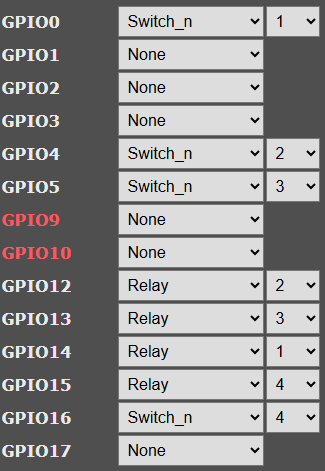 GPIO0 Switch_n 1
GPIO1 None
GPIO2 None
GPIO3 None
GPIO4 Switch_n 2
GPIO5 Switch_n 3
GPIO9 None
GPIO10 None
GPIO12 Relay 2
GPIO13 Relay 3
GPIO14 Relay 1
GPIO15 Relay 4
GPIO16 Switch_n 4
GPIO17 None